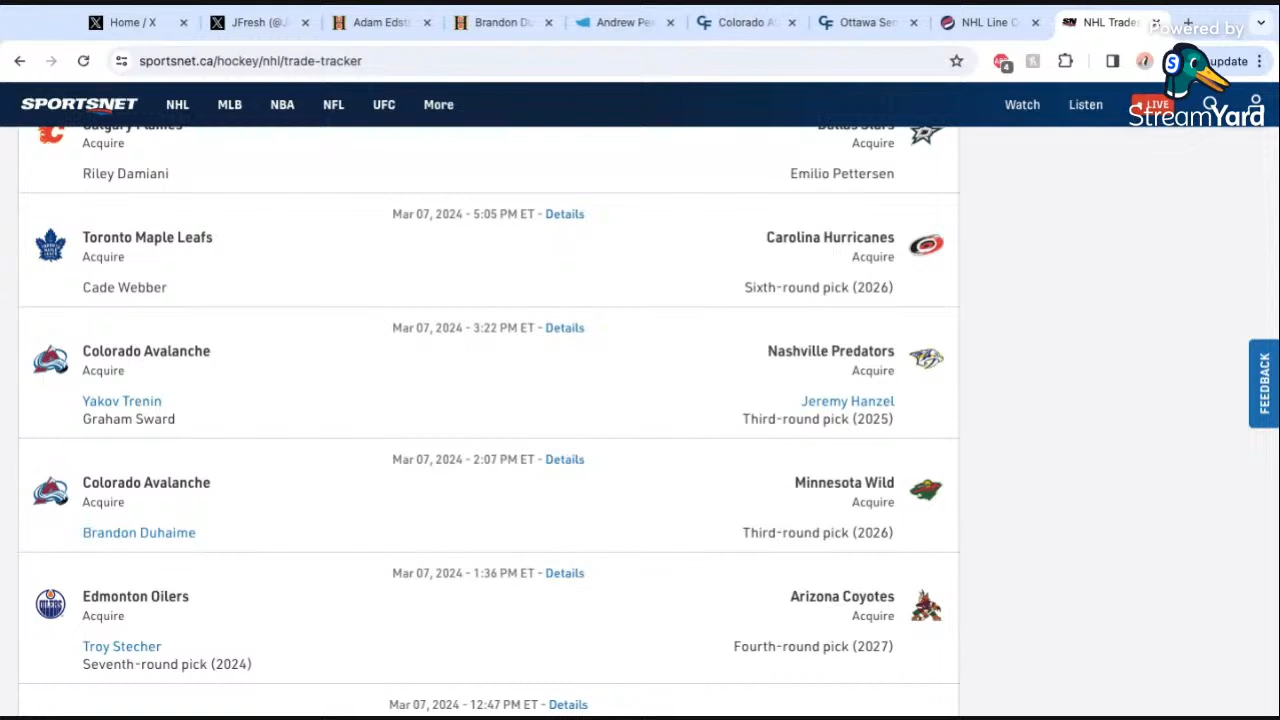 Home / X
JFresh (@J
Adam Edst
Brandon Du
Andrew Pe
Colorado A
Ottawa Sen
NHL Line C
NHL Trades
Powered by
sportsnet.ca/hockey/nhl/trade-tracker
4
update
StreamYard
SPORTSNET NHL MLB NBA NFL UFC More Watch Listen LIVE
Calgary Flames Dallas Stars
Acquire Acquire
Riley Damiani Emilio Pettersen
Mar 07, 2024 - 5:05 PM ET - Details
Toronto Maple Leafs Carolina Hurricanes
Acquire Acquire
Cade Webber Sixth-round pick (2026)
Mar 07, 2024 - 3:22 PM ET - Details
Colorado Avalanche Nashville Predators
Acquire Acquire
Yakov Trenin Jeremy Hanzel
Graham Sward Third-round pick (2025)
Mar 07, 2024 - 2:07 PM ET - Details
Colorado Avalanche Minnesota Wild
Acquire Acquire
Brandon Duhaime Third-round pick (2026)
Mar 07, 2024 - 1:36 PM ET - Details
Edmonton Oilers Arizona Coyotes
Acquire Acquire
Troy Stecher Fourth-round pick (2027)
Seventh-round pick (2024)
Mar 07, 2024 - 12:47 PM ET - Details
FEEDBACK